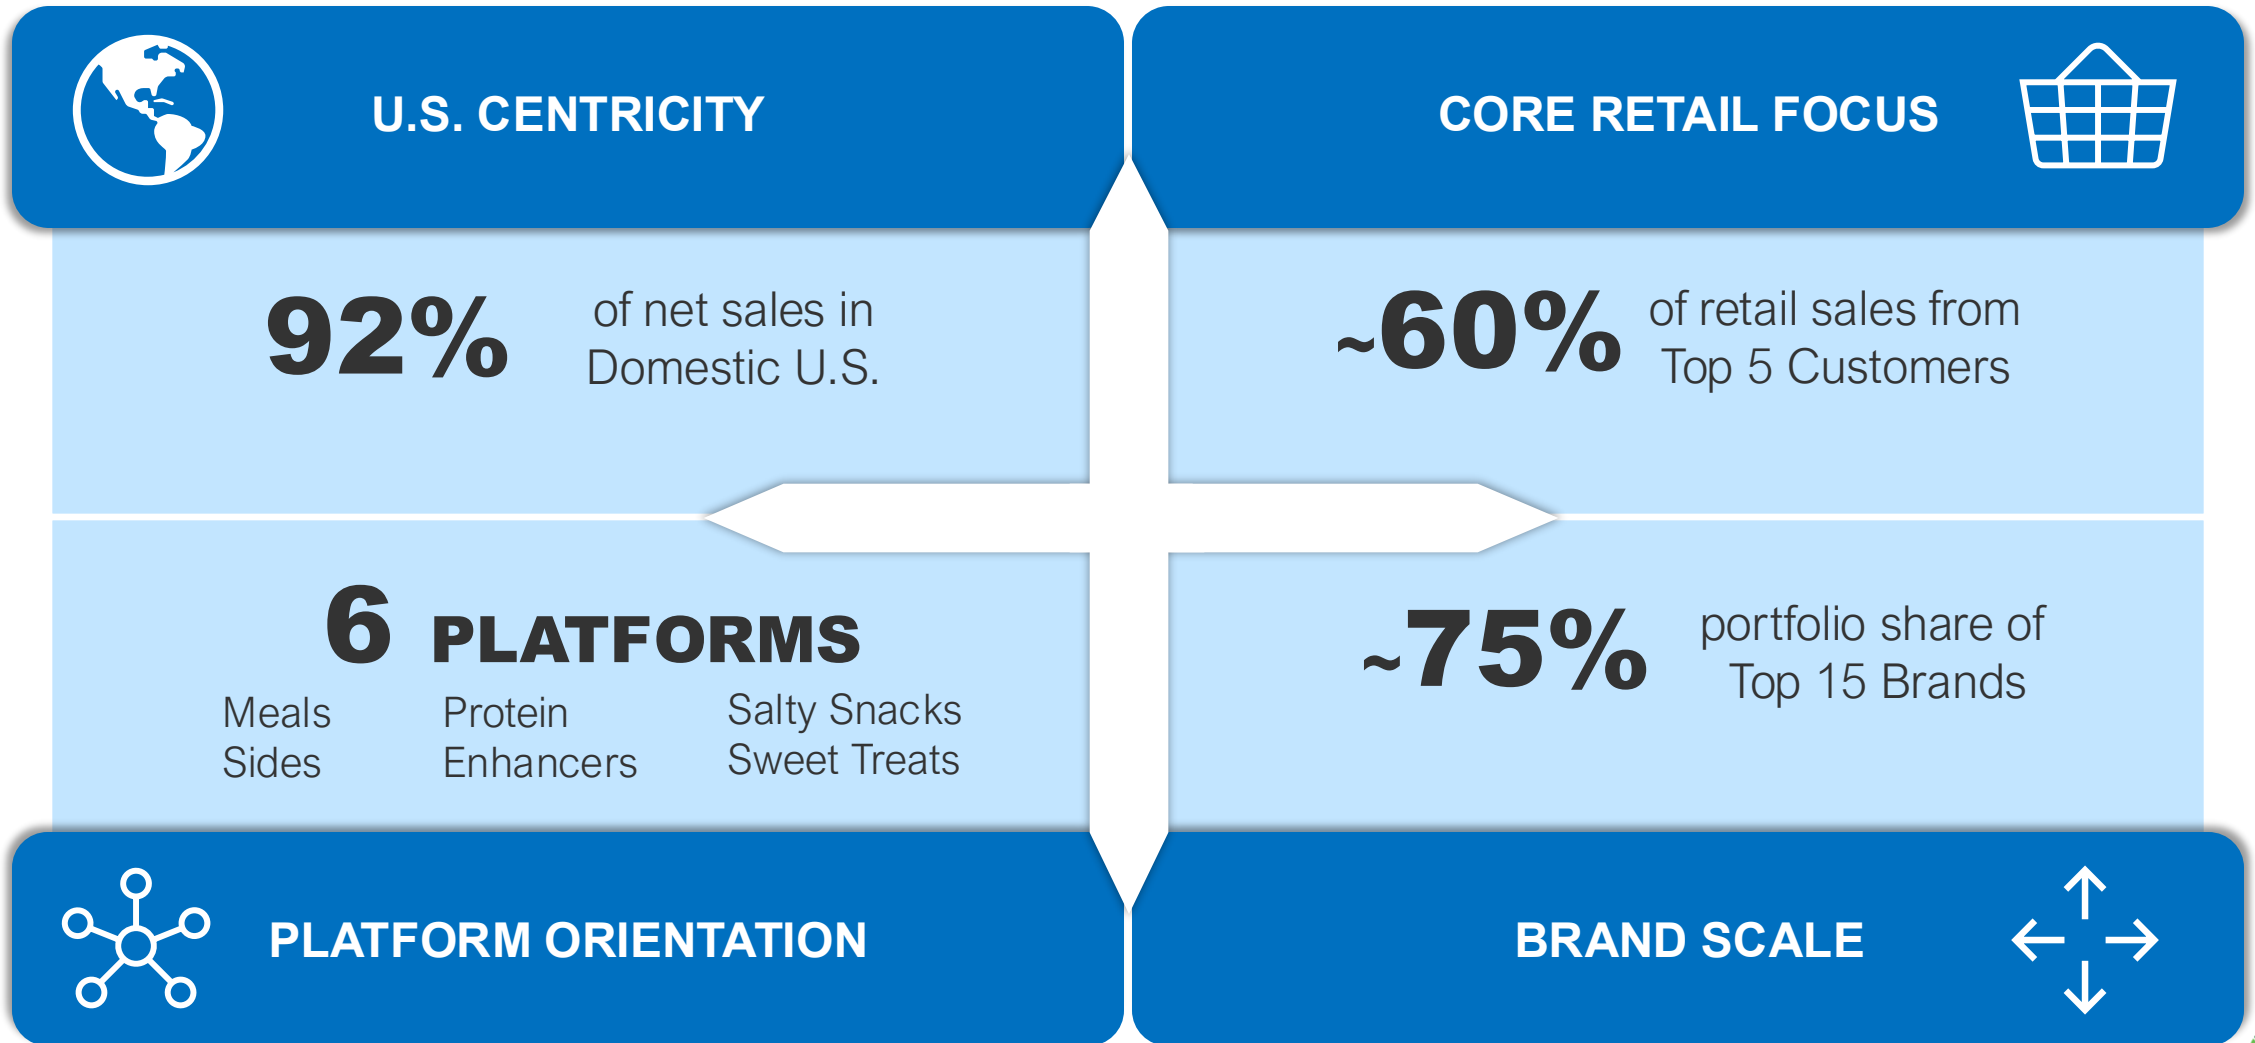 U.S. CENTRICITY
92%
of net sales in
Domestic U.S.
CORE RETAIL FOCUS
~60%
of retail sales from
Top 5 Customers
6 PLATFORMS
Meals
Sides
Protein
Enhancers
Salty Snacks
Sweet Treats
PLATFORM ORIENTATION
~75%
portfolio share of
Top 15 Brands
BRAND SCALE